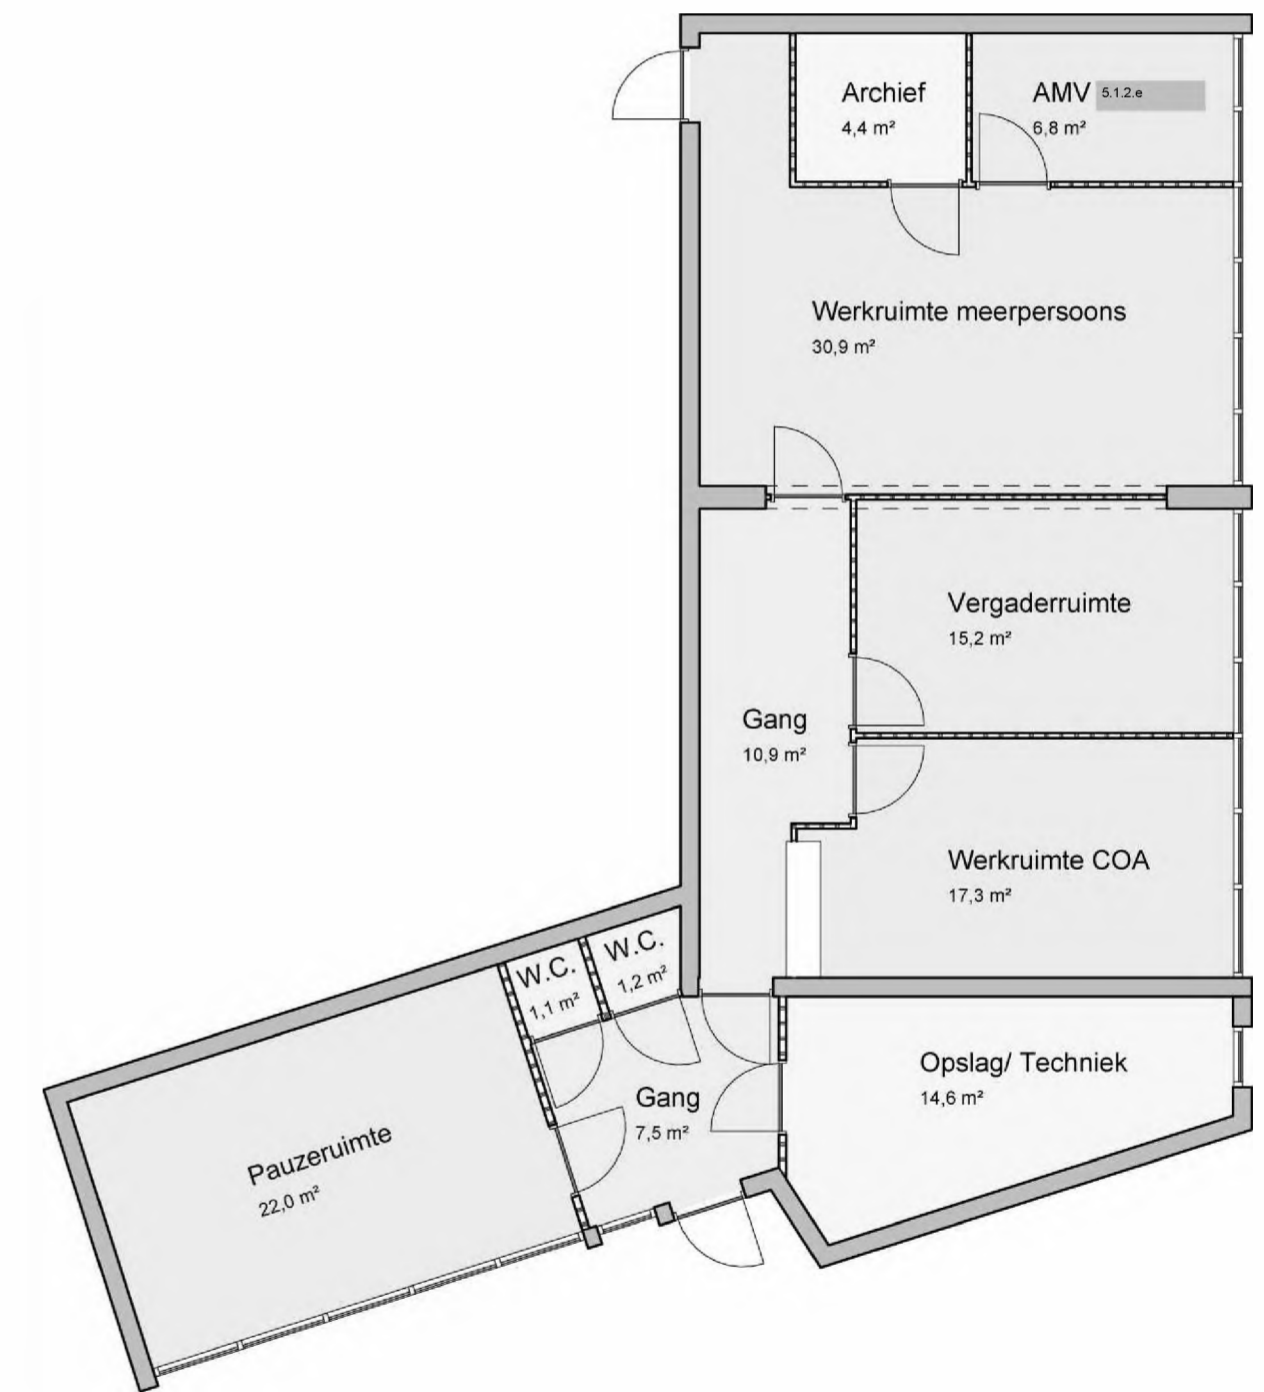 Archief
4,4 m²
AMV 5.1.2.e
6,8 m²
Werkruimte meerpersoons
30,9 m²
Vergaderruimte
15,2 m²
Gang
10,9 m²
Werkruimte COA
17,3 m²
W.C.
1,2 m²
W.C.
1,1 m²
Opslag/ Techniek
14,6 m²
Gang
7,5 m²
Pauzeruimte
22,0 m²